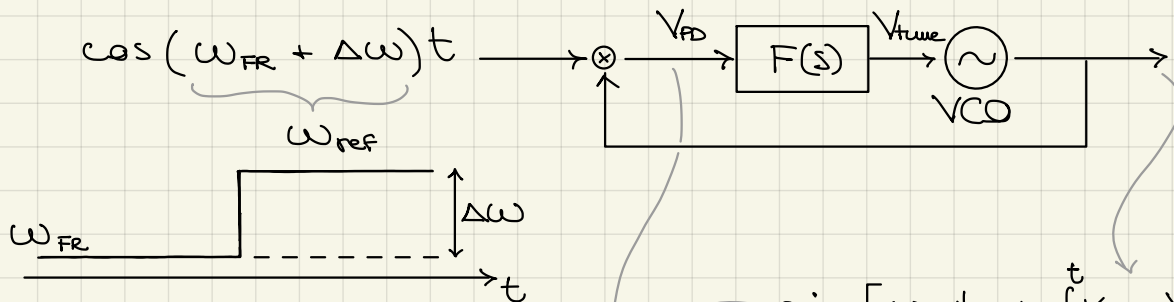 cos(ω_FR + Δω)t
V_PD
F(s)
V_tune
VCO
ω_ref
Δω
ω_FR
t
t